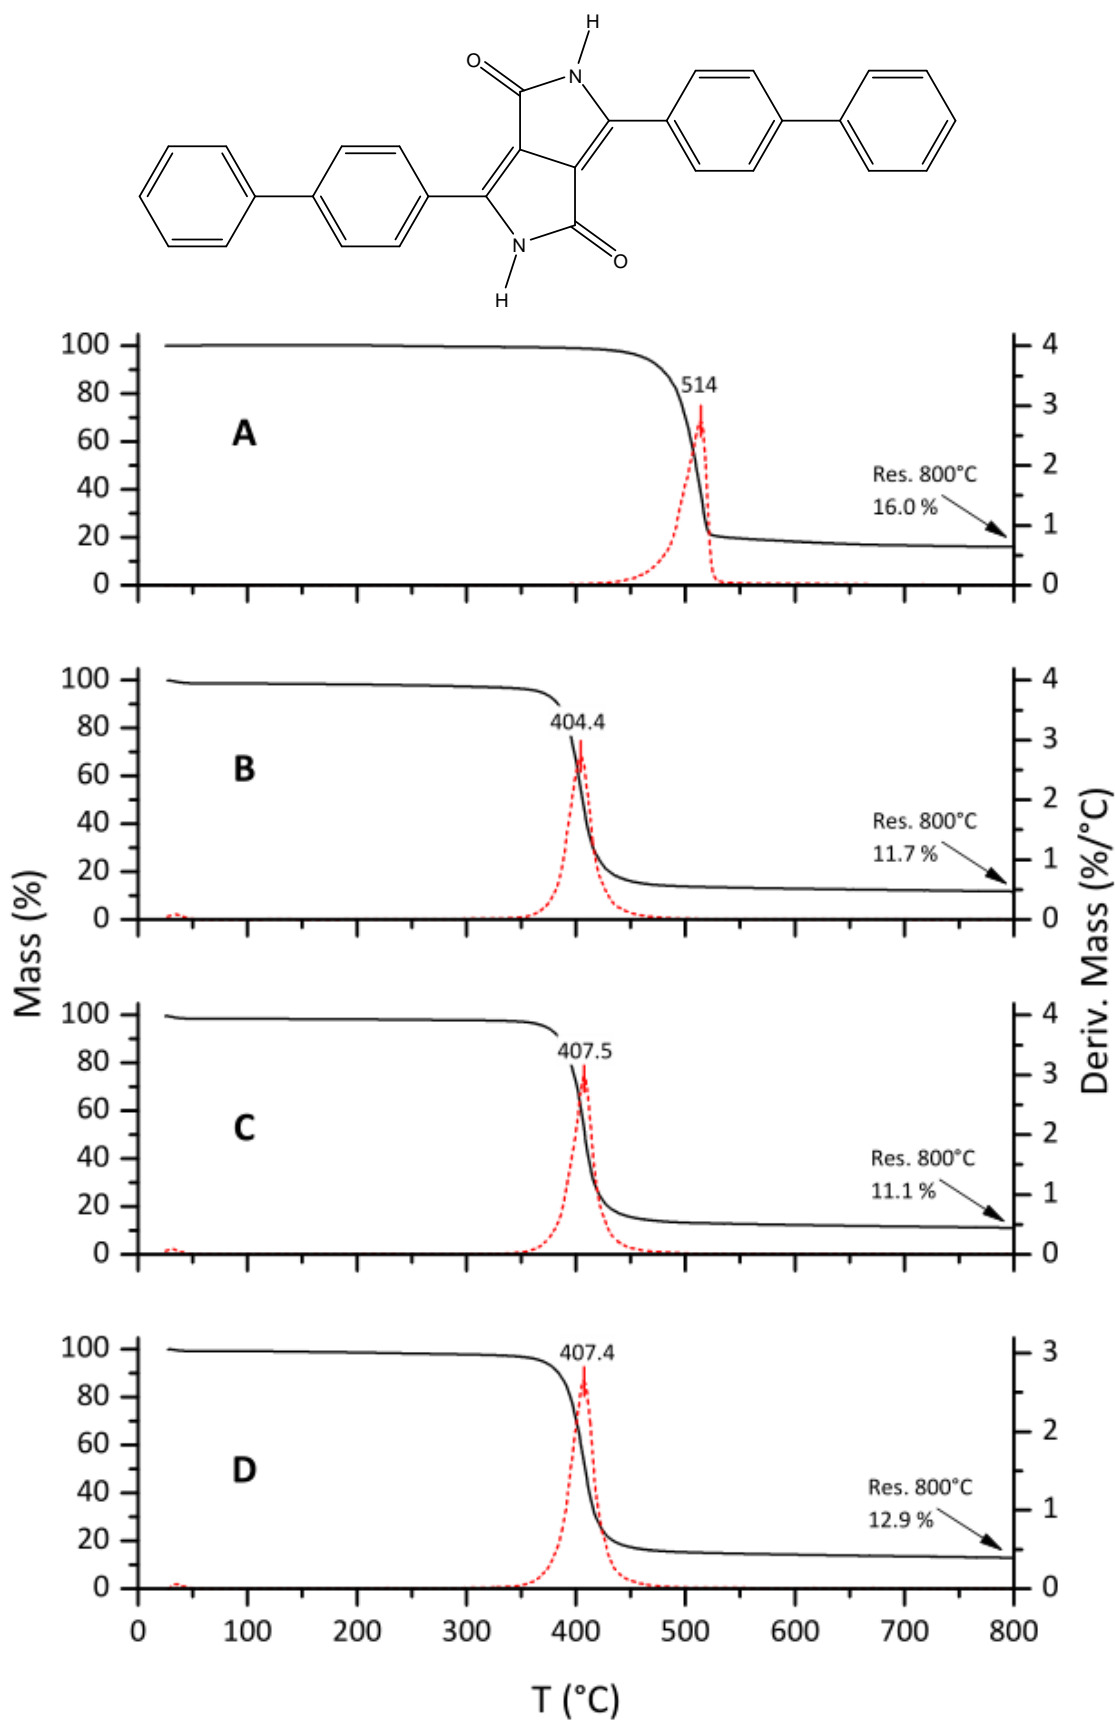 H
O
N
N
O
H
100
80
60
40
20
0
A
514
Res. 800°C
16.0 %
4
3
2
1
0
100
80
60
40
20
0
B
404.4
Res. 800°C
11.7 %
4
3
2
1
0
Mass (%)
Deriv. Mass (%/°C)
100
80
60
40
20
0
C
407.5
Res. 800°C
11.1 %
4
3
2
1
0
100
80
60
40
20
0
D
407.4
Res. 800°C
12.9 %
3
2
1
0
0 100 200 300 400 500 600 700 800
T (°C)